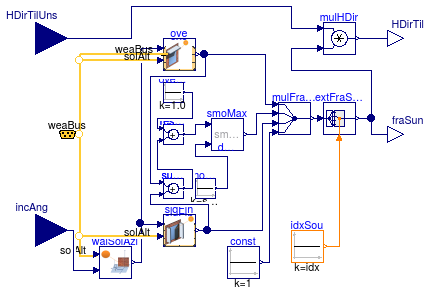 HDirTilUns
ove
mulHDir
HDirTil
weaBus
solAlt
k=1.0
weaBus
smoMax
mulFra...
extFraS...
sm...
d
fraSun
incAng
sigFin
idxSou
const
solAlt
solAlt
walSolAzi
k=1
k=idx